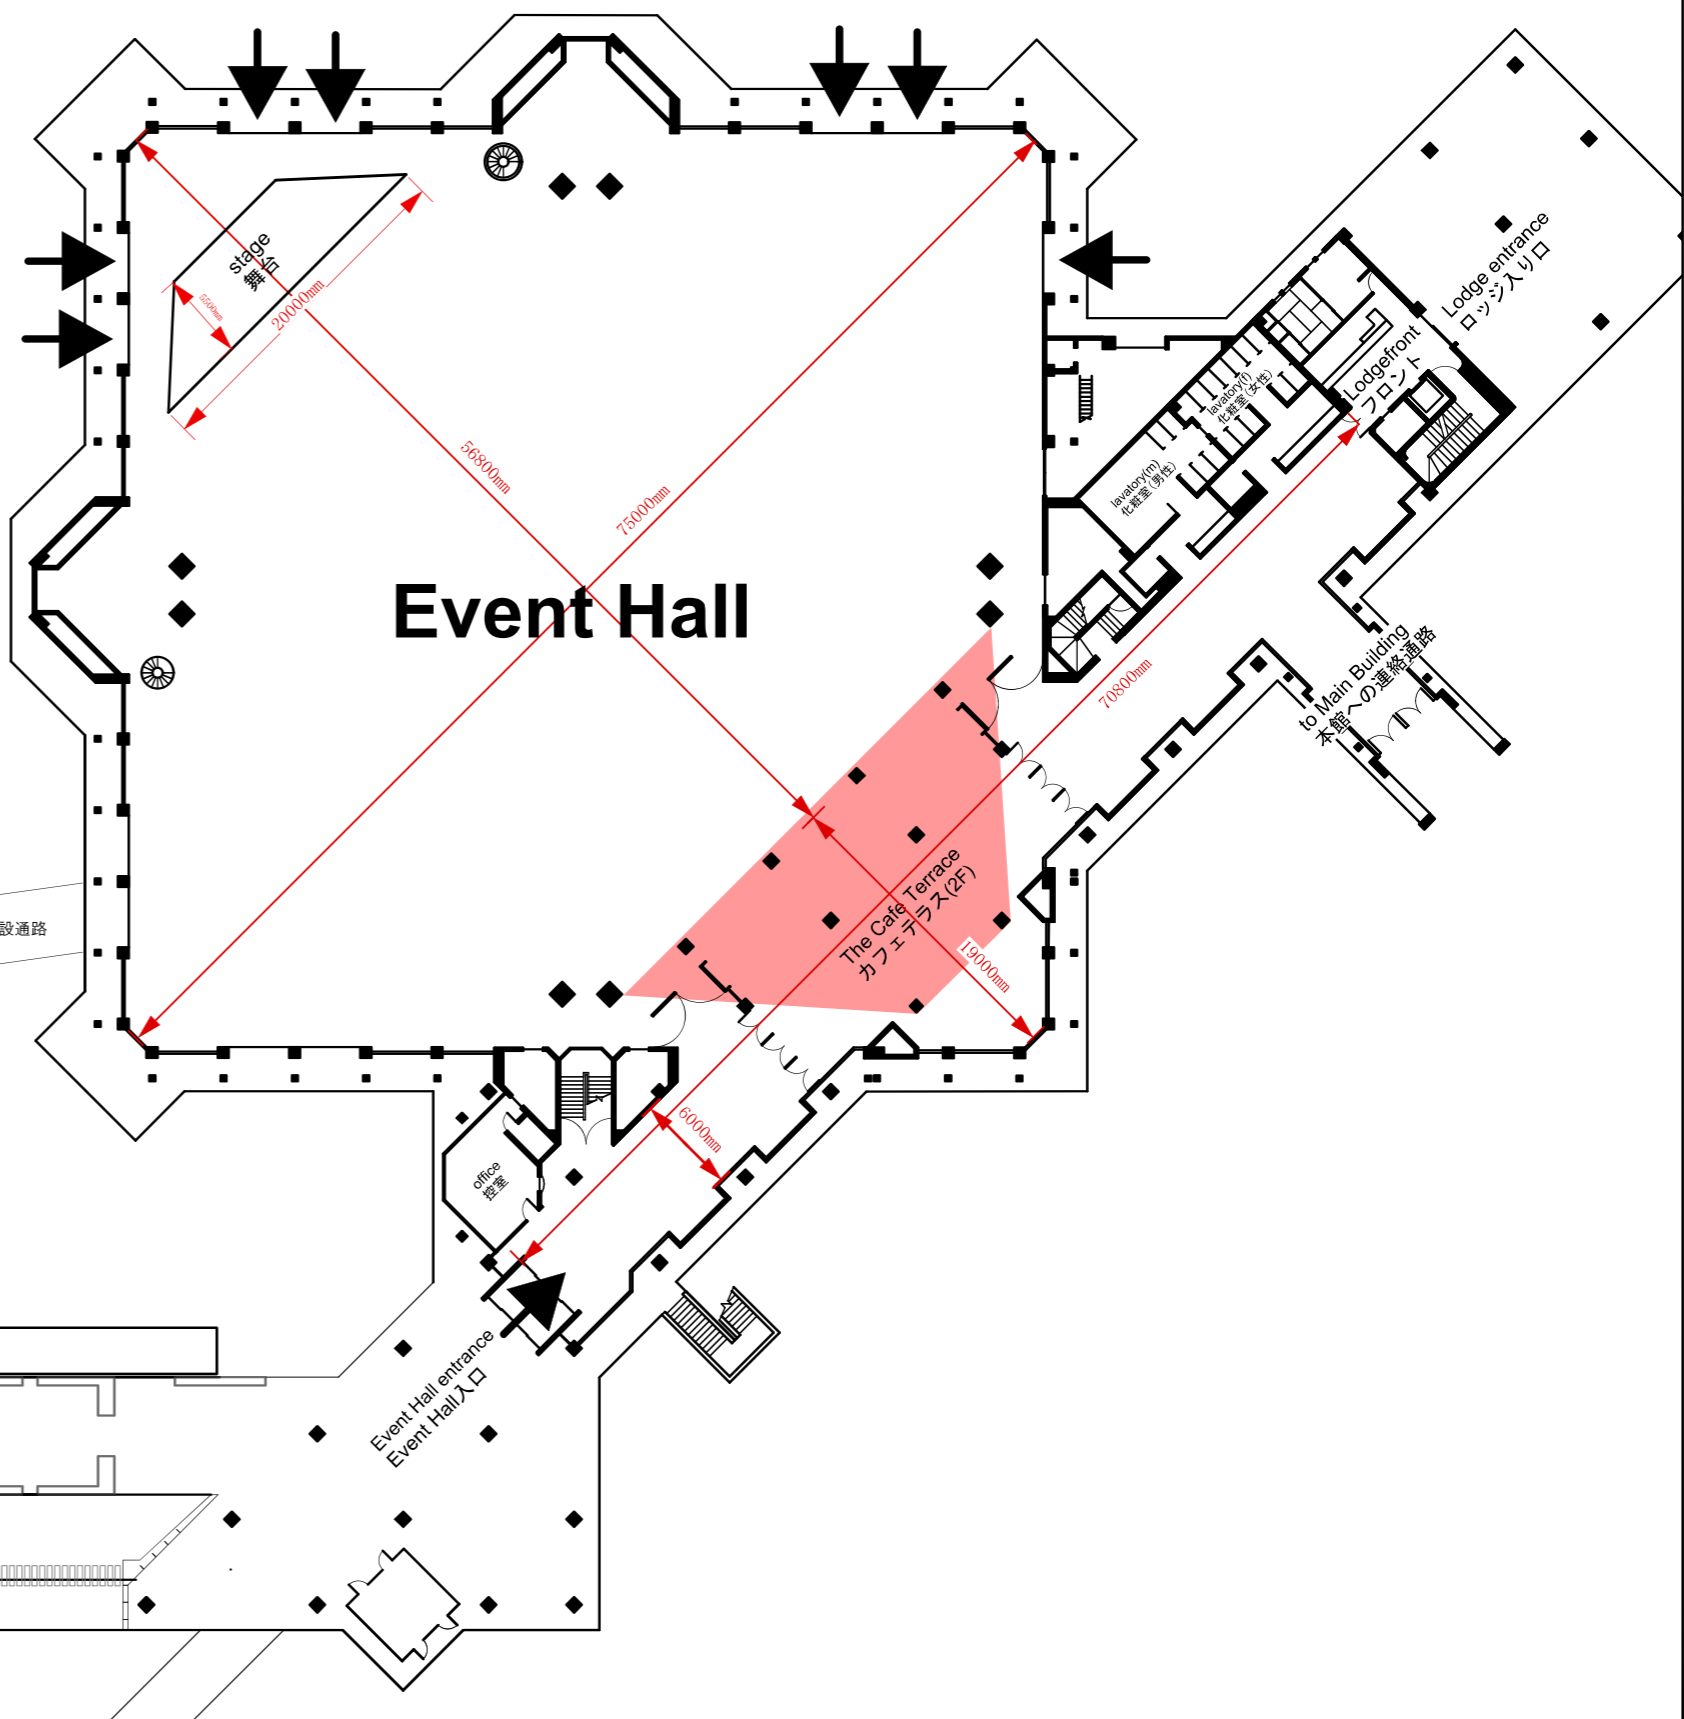 stage
舞台
5500mm
20000mm
56800mm
75000mm
Event Hall
Lodge entrance
ロッジ入り口
Lodgefront
フロント
lavatory(f)
化粧室(女性)
lavatory(m)
化粧室(男性)
70800mm
to Main Building
本館への連絡通路
The Cafe Terrace
カフェテラス(2F)
19000mm
設通路
6000mm
office
控室
Event Hall entrance
Event Hall入口